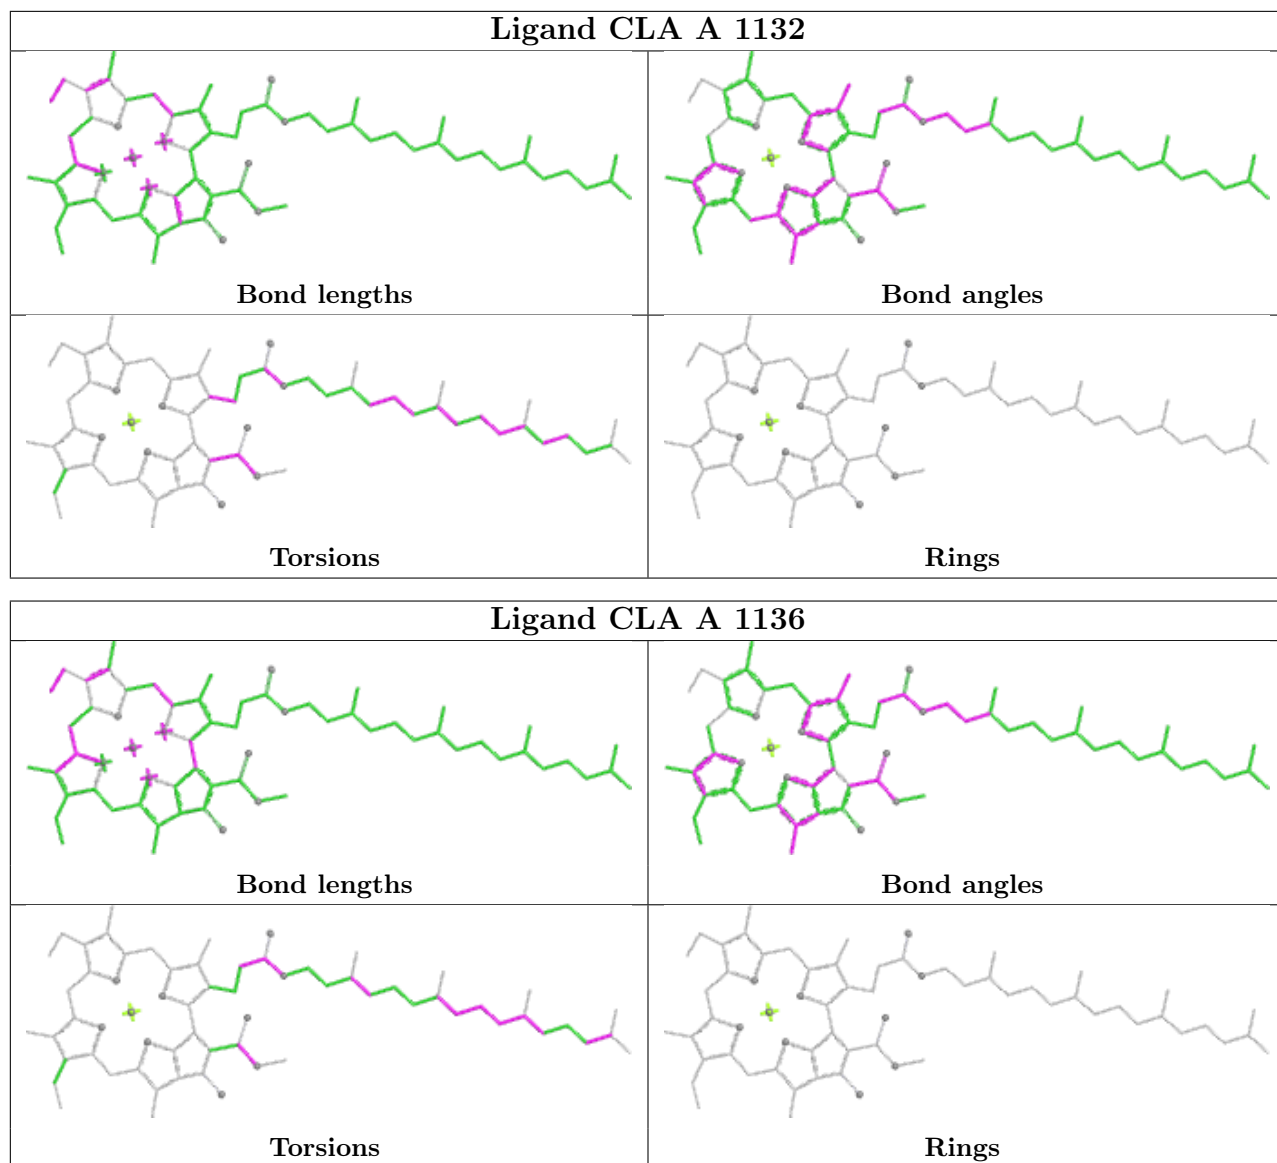 Ligand CLA A 1132
Bond lengths
Bond angles
Torsions
Rings
Ligand CLA A 1136
Bond lengths
Bond angles
Torsions
Rings